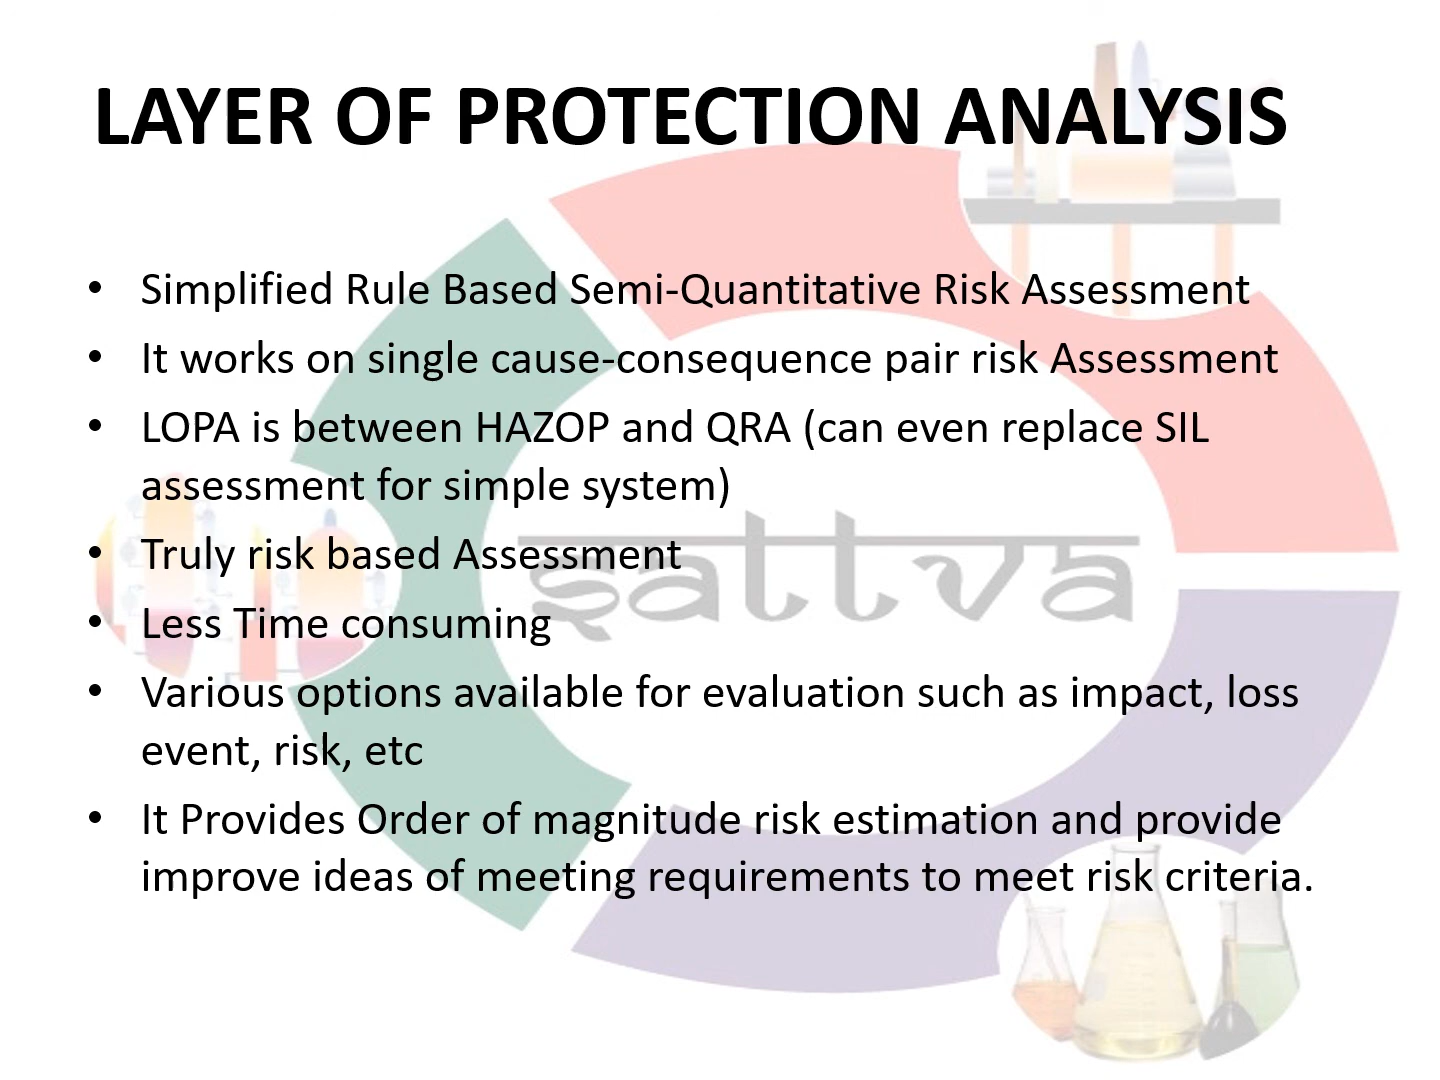 LAYER OF PROTECTION ANALYSIS
• Simplified Rule Based Semi-Quantitative Risk Assessment
• It works on single cause-consequence pair risk Assessment
• LOPA is between HAZOP and QRA (can even replace SIL
assessment for simple system)
• Truly risk based Assessment
sattva
• Less Time consuming
• Various options available for evaluation such as impact, loss
event, risk, etc
• It Provides Order of magnitude risk estimation and provide
improve ideas of meeting requirements to meet risk criteria.